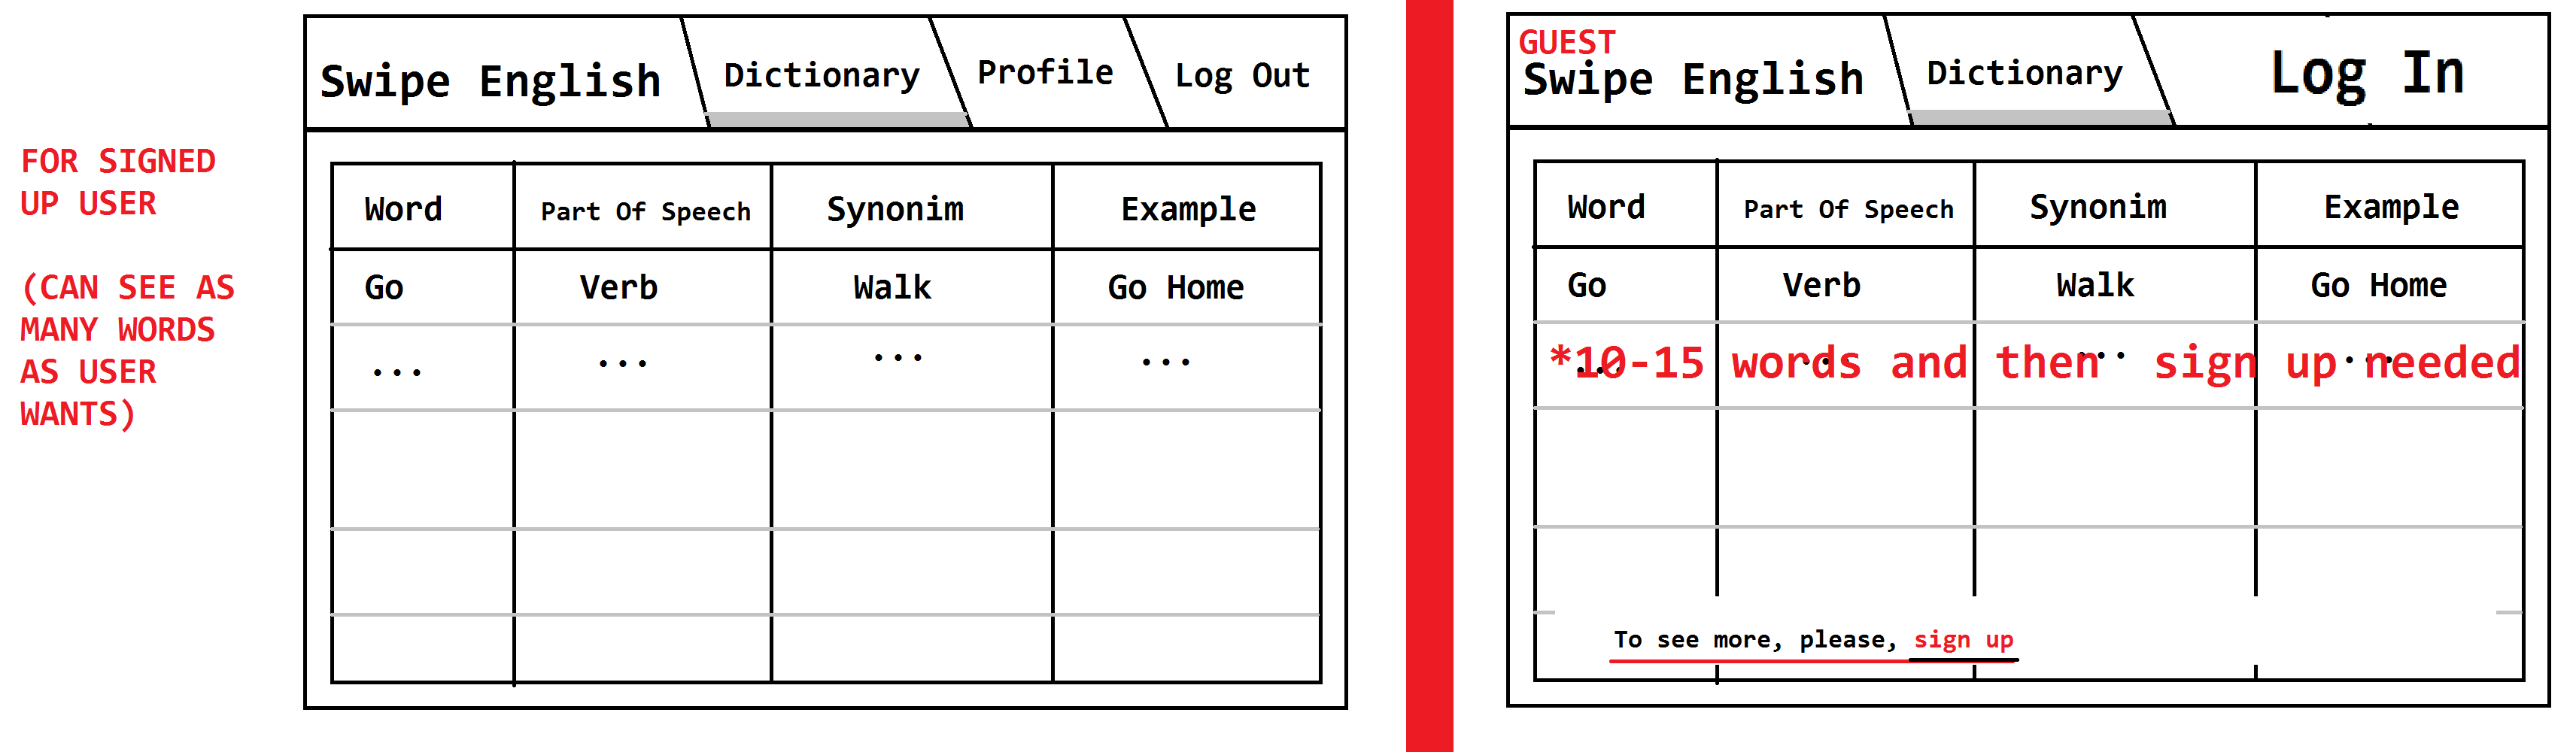 FOR SIGNED
UP USER
(CAN SEE AS
MANY WORDS
AS USER
WANTS)
Swipe English Dictionary Profile Log Out
Word Part Of Speech Synonim Example
Go Verb Walk Go Home
... ... ... ...
GUEST
Swipe English Dictionary Log In
Word Part Of Speech Synonim Example
Go Verb Walk Go Home
... ... ... ...
*10-15 words and then sign up needed
To see more, please, sign up